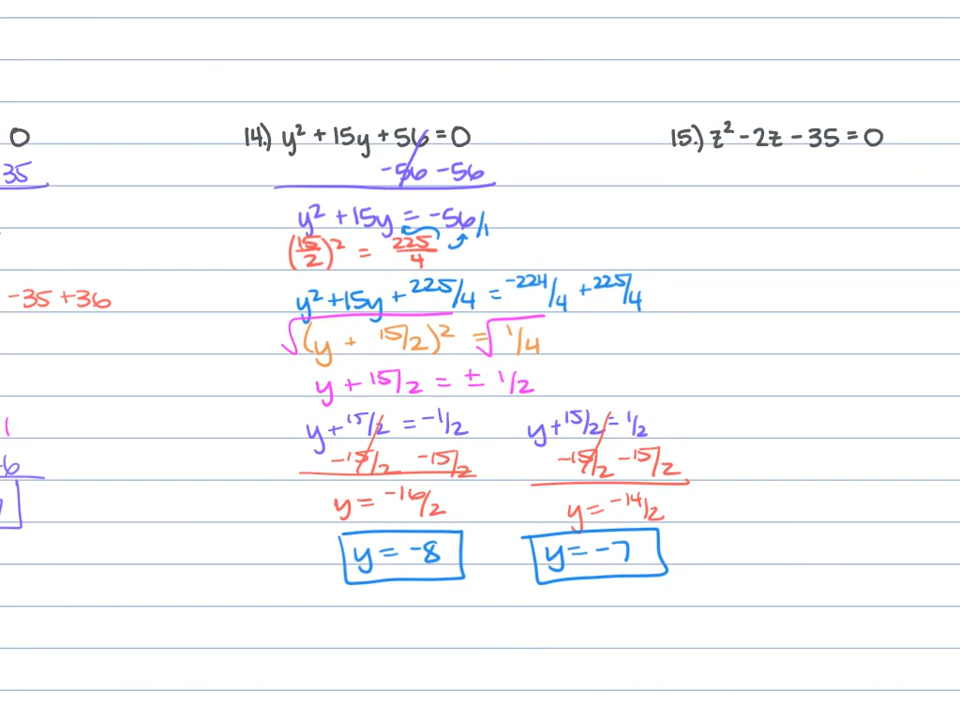 0
35
-35 +36
1
-6
14.) y² + 15y + 56 = 0
-56 -56
y² + 15y = -56/1
(15/2)² = 225/4
y² + 15y + 225/4 = -224/4 + 225/4
√(y + 15/2)² = √1/4
y + 15/2 = ± 1/2
y + 15/2 = -1/2
-15/2 -15/2
y = -16/2
y = -8
y + 15/2 = 1/2
-15/2 -15/2
y = -14/2
y = -7
15.) z² - 2z - 35 = 0